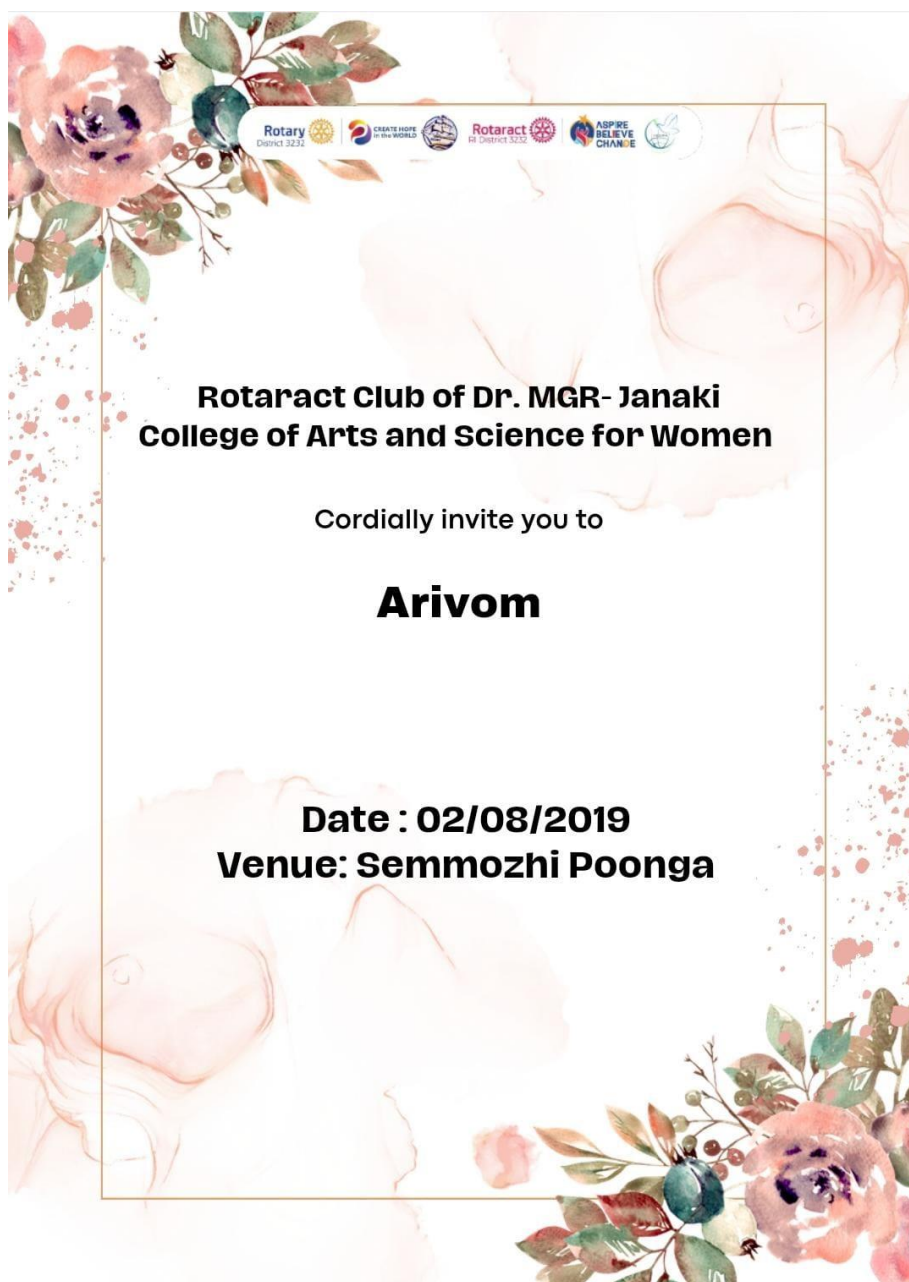 Rotary
District 3232
CREATE HOPE
in the WORLD
Rotaract
RI District 3232
ASPIRE
BELIEVE
CHANGE
Rotaract Club of Dr. MGR- Janaki
College of Arts and Science for Women
Cordially invite you to
Arivom
Date : 02/08/2019
Venue: Semmozhi Poonga